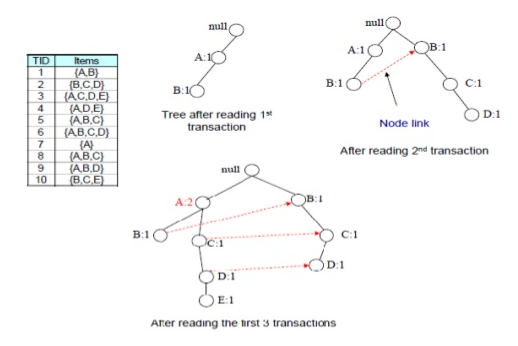 TID Items
1 {A,B}
2 {B,C,D}
3 {A,C,D,E}
4 {A,D,E}
5 {A,B,C}
6 {A,B,C,D}
7 {A}
8 {A,B,C}
9 {A,B,D}
10 {B,C,E}
null
A:1
B:1
Tree after reading 1st
transaction
null
A:1
B:1
B:1
C:1
D:1
Node link
After reading 2nd transaction
null
A:2
B:1
B:1
C:1
C:1
D:1
D:1
E:1
After reading the first 3 transactions